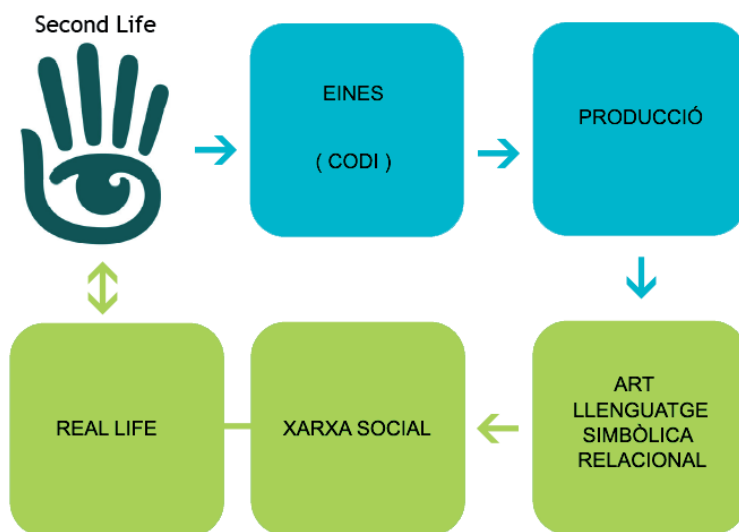 Second Life
EINES
( CODI )
PRODUCCIÓ
REAL LIFE
XARXA SOCIAL
ART
LLENGUATGE
SIMBÒLICA
RELACIONAL